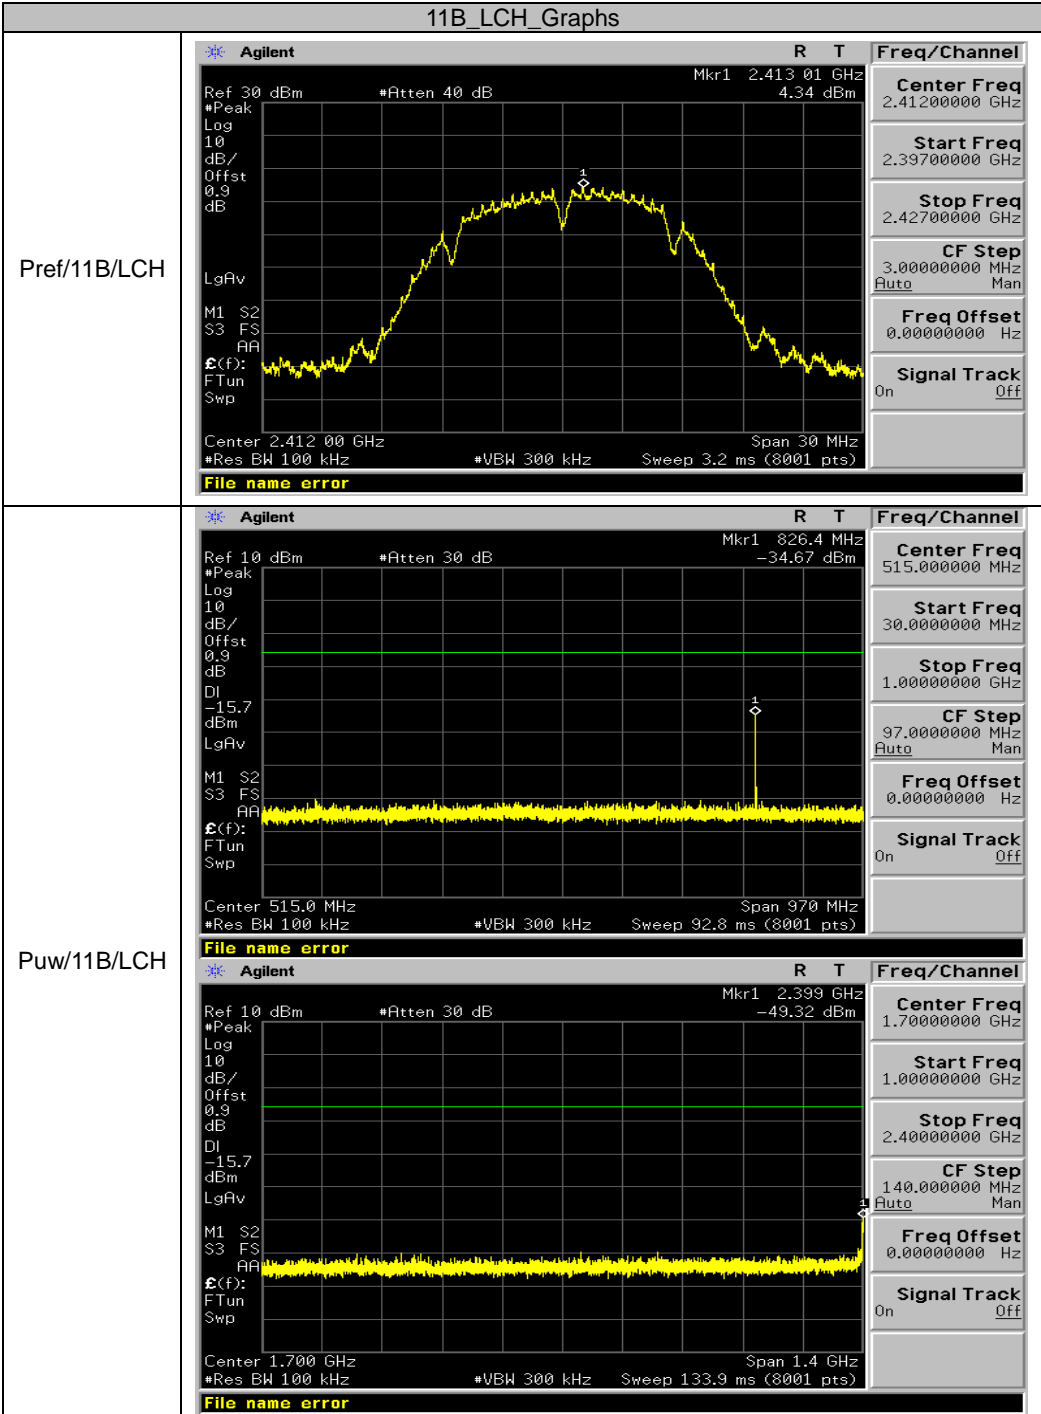 11B_LCH_Graphs
Pref/11B/LCH
Agilent R T
Freq/Channel
Mkr1 2.413 01 GHz
Ref 30 dBm #Atten 40 dB 4.34 dBm
#Peak
Log
10
dB/
Offst
0.9
dB
1
LgAv
M1 S2
S3 FS
AA
£(f):
FTun
Swp
Center 2.412 00 GHz Span 30 MHz
#Res BW 100 kHz #VBW 300 kHz Sweep 3.2 ms (8001 pts)
File name error
Center Freq
2.41200000 GHz
Start Freq
2.39700000 GHz
Stop Freq
2.42700000 GHz
CF Step
3.00000000 MHz
Auto Man
Freq Offset
0.00000000 Hz
Signal Track
On Off
Puw/11B/LCH
Agilent R T
Freq/Channel
Mkr1 826.4 MHz
Ref 10 dBm #Atten 30 dB -34.67 dBm
#Peak
Log
10
dB/
Offst
0.9
dB
DI
-15.7
dBm
LgAv
1
M1 S2
S3 FS
AA
£(f):
FTun
Swp
Center 515.0 MHz Span 970 MHz
#Res BW 100 kHz #VBW 300 kHz Sweep 92.8 ms (8001 pts)
File name error
Center Freq
515.000000 MHz
Start Freq
30.0000000 MHz
Stop Freq
1.00000000 GHz
CF Step
97.0000000 MHz
Auto Man
Freq Offset
0.00000000 Hz
Signal Track
On Off
Agilent R T
Freq/Channel
Mkr1 2.399 GHz
Ref 10 dBm #Atten 30 dB -49.32 dBm
#Peak
Log
10
dB/
Offst
0.9
dB
DI
-15.7
dBm
LgAv
1
M1 S2
S3 FS
AA
£(f):
FTun
Swp
Center 1.700 GHz Span 1.4 GHz
#Res BW 100 kHz #VBW 300 kHz Sweep 133.9 ms (8001 pts)
File name error
Center Freq
1.70000000 GHz
Start Freq
1.00000000 GHz
Stop Freq
2.40000000 GHz
CF Step
140.000000 MHz
Auto Man
Freq Offset
0.00000000 Hz
Signal Track
On Off